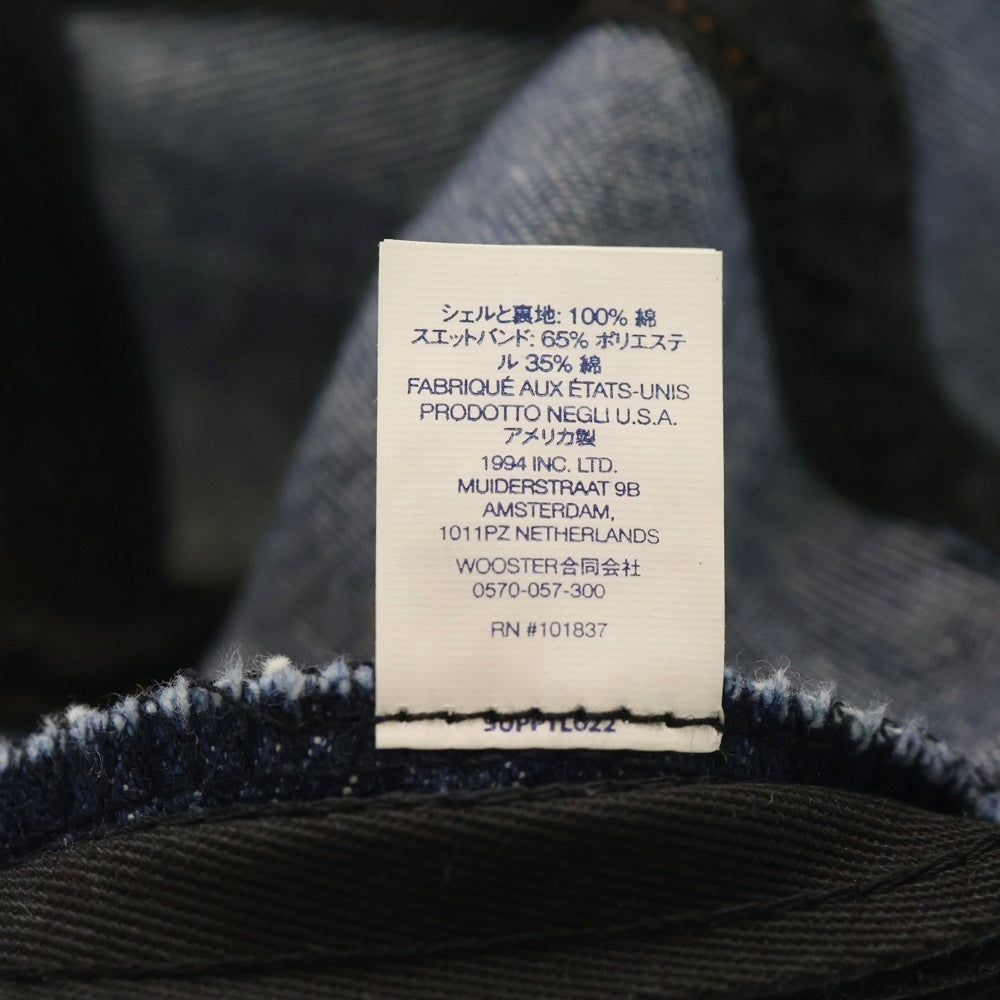 シェルと裏地: 100% 綿
スエットバンド: 65% ポリエステ
ル 35% 綿
FABRIQUÉ AUX ÉTATS-UNIS
PRODOTTO NEGLI U.S.A.
アメリカ製
1994 INC. LTD.
MUIDERSTRAAT 9B
AMSTERDAM,
1011PZ NETHERLANDS
WOOSTER合同会社
0570-057-300
RN #101837